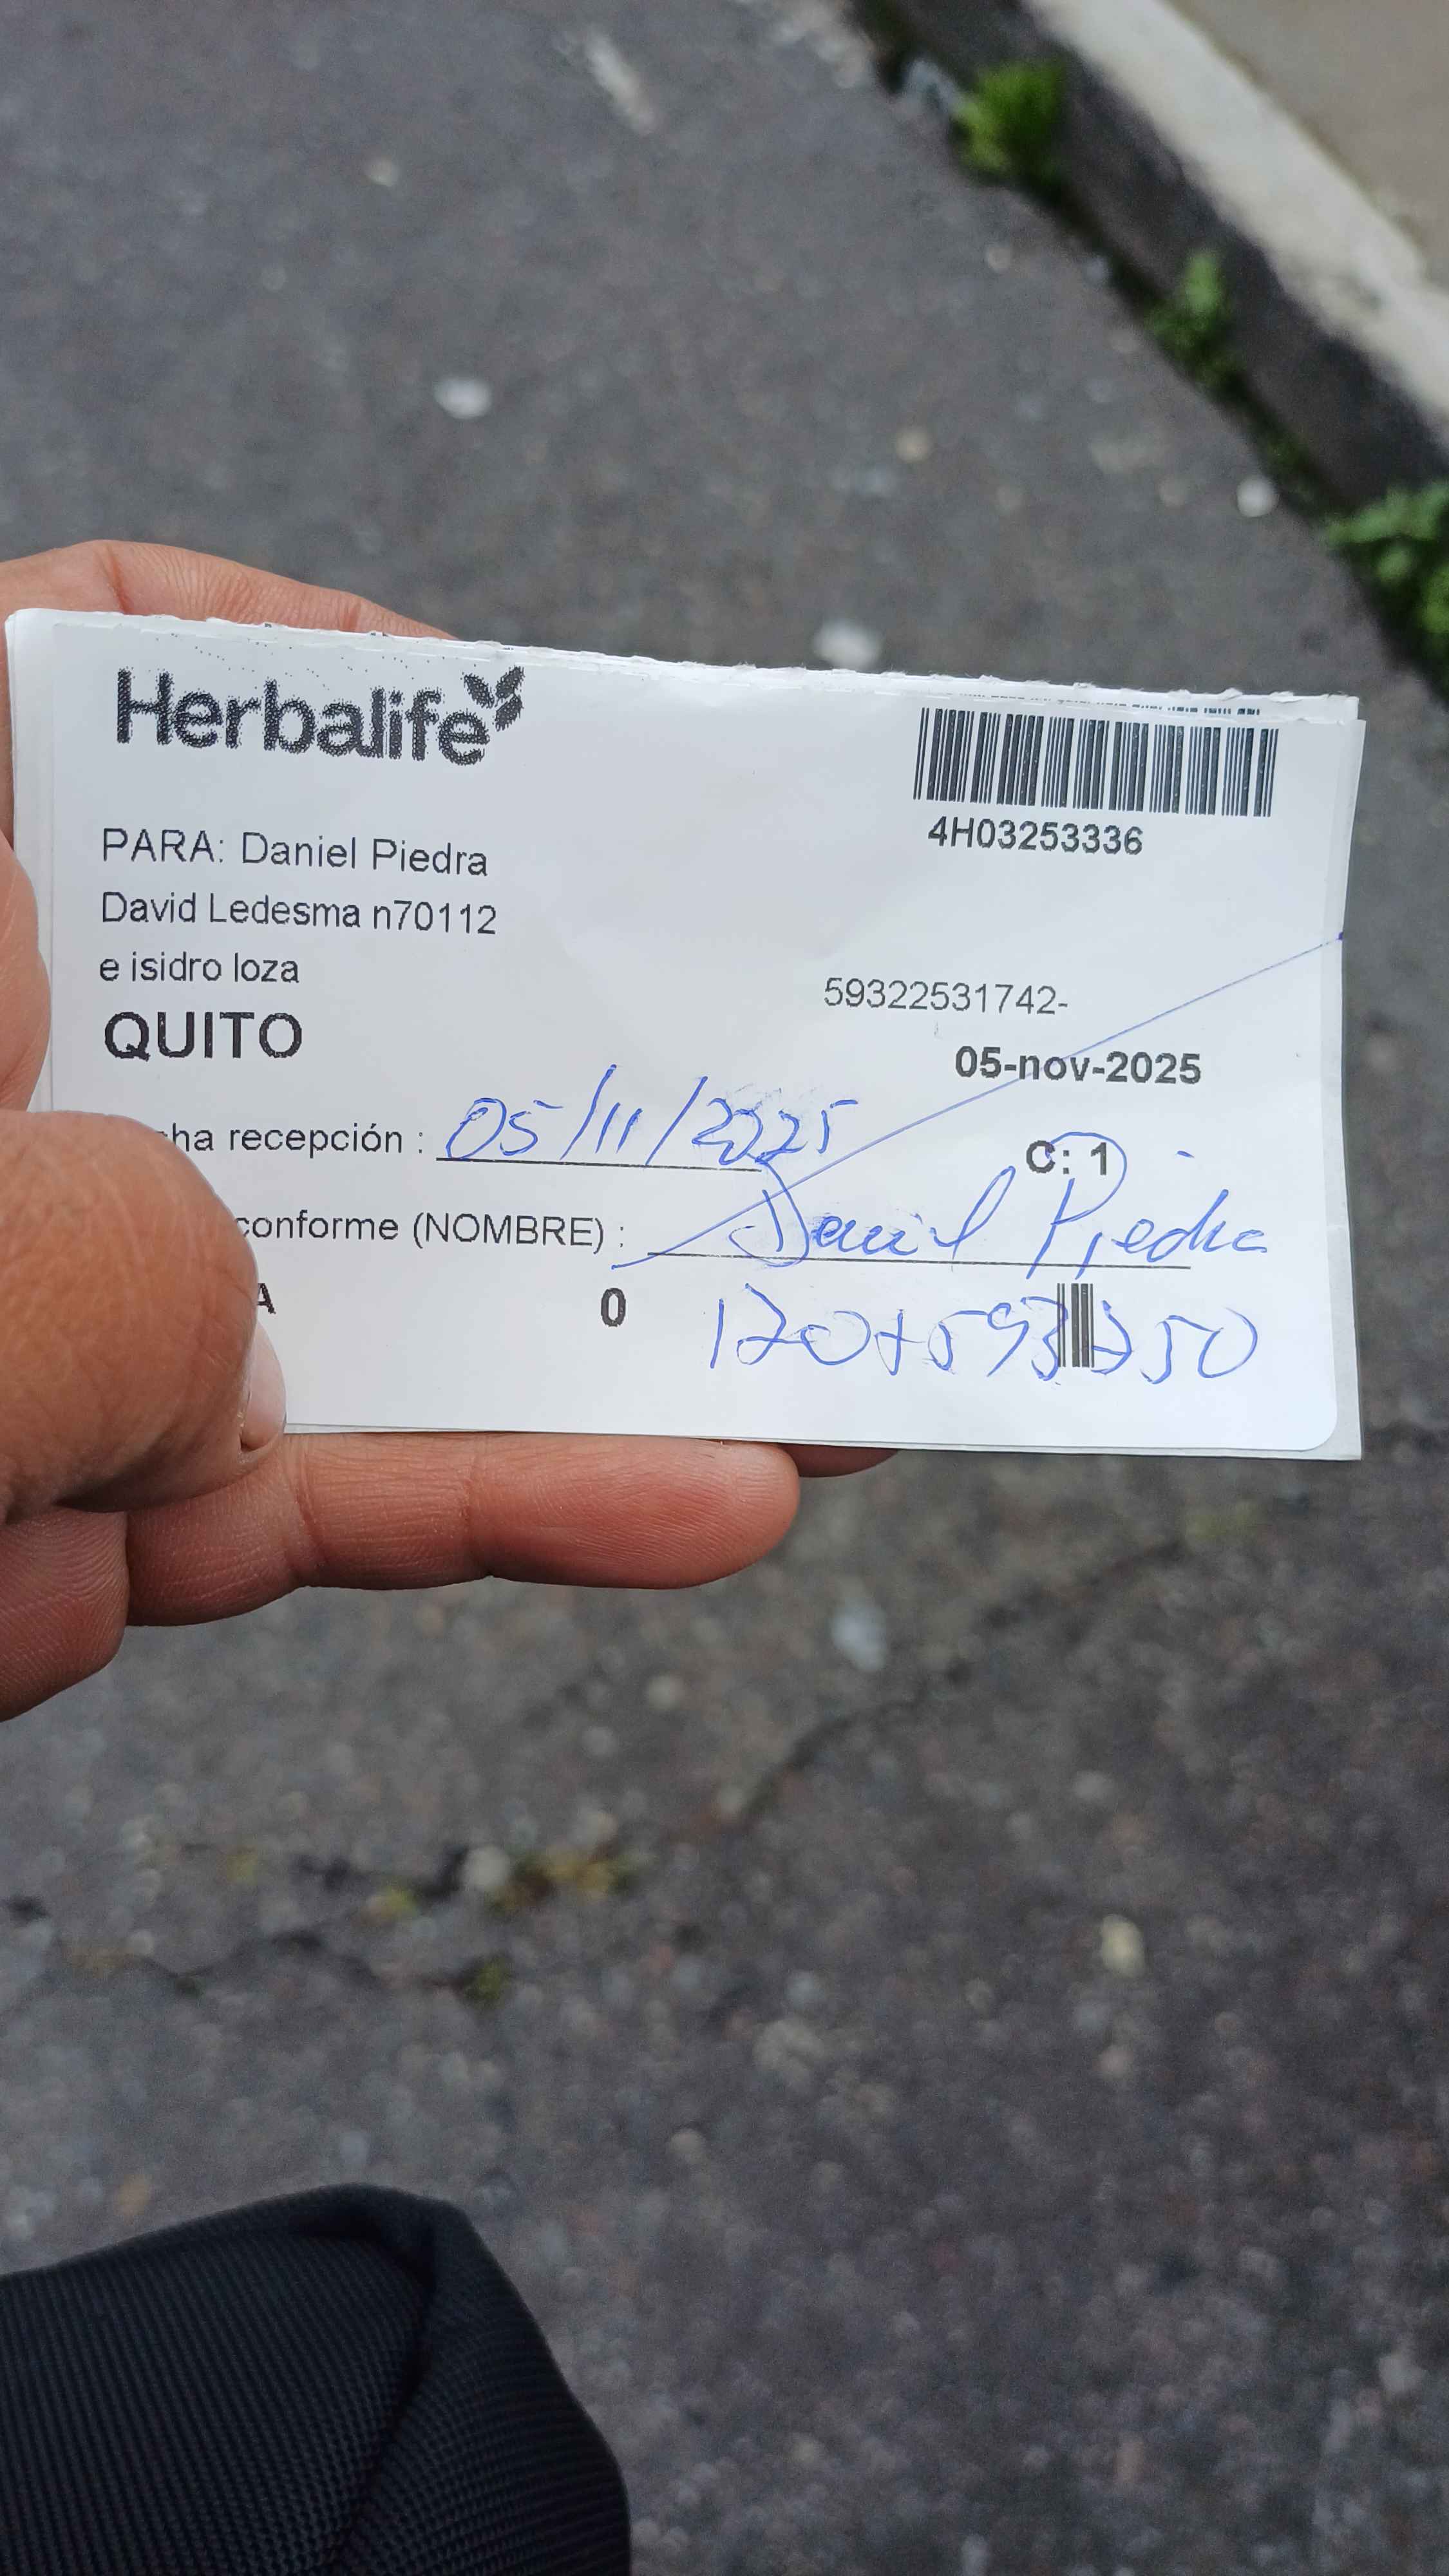 Herbalife
4H03253336
PARA: Daniel Piedra
David Ledesma n70112
e isidro loza
59322531742-
QUITO
05-nov-2025
cha recepción : 05/11/2025
C: 1
conforme (NOMBRE) : Daniel Piedra
A 0